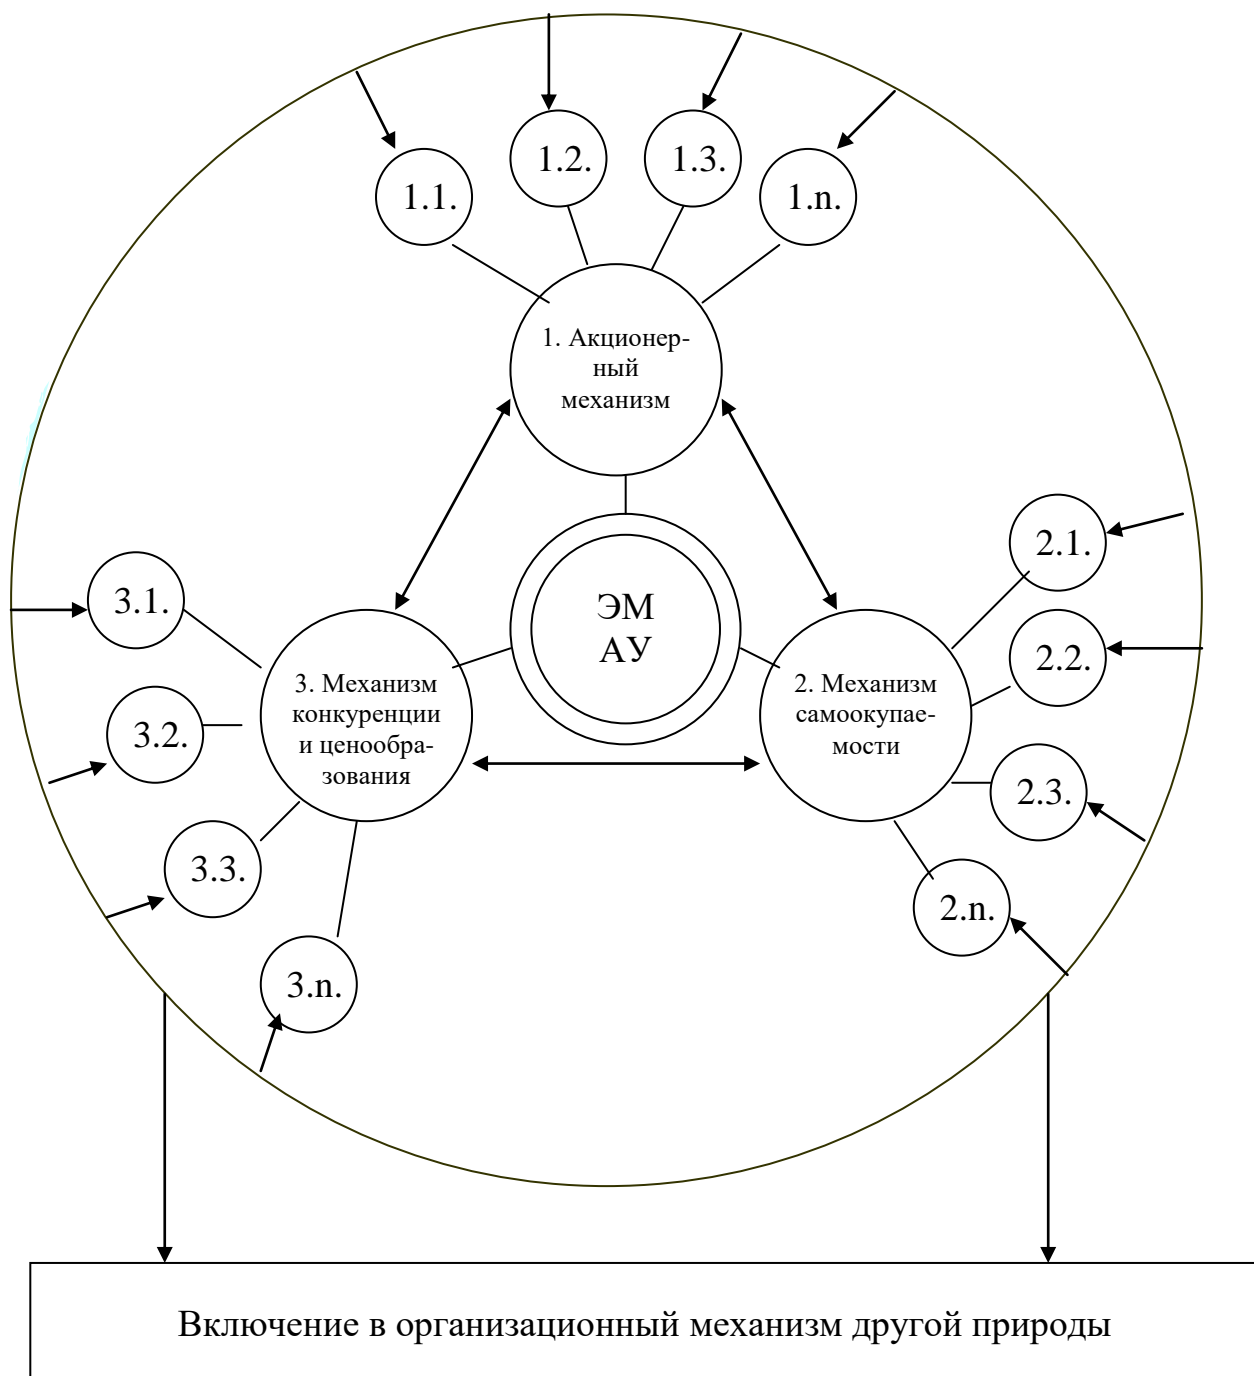 1.1.
1.2.
1.3.
1.n.
1. Акционер-
ный
механизм
ЭМ
АУ
2.1.
2.2.
2.3.
2.n.
2. Механизм
самоокупае-
мости
3.1.
3.2.
3.3.
3.n.
3. Механизм
конкуренции
и ценообра-
зования
Включение в организационный механизм другой природы